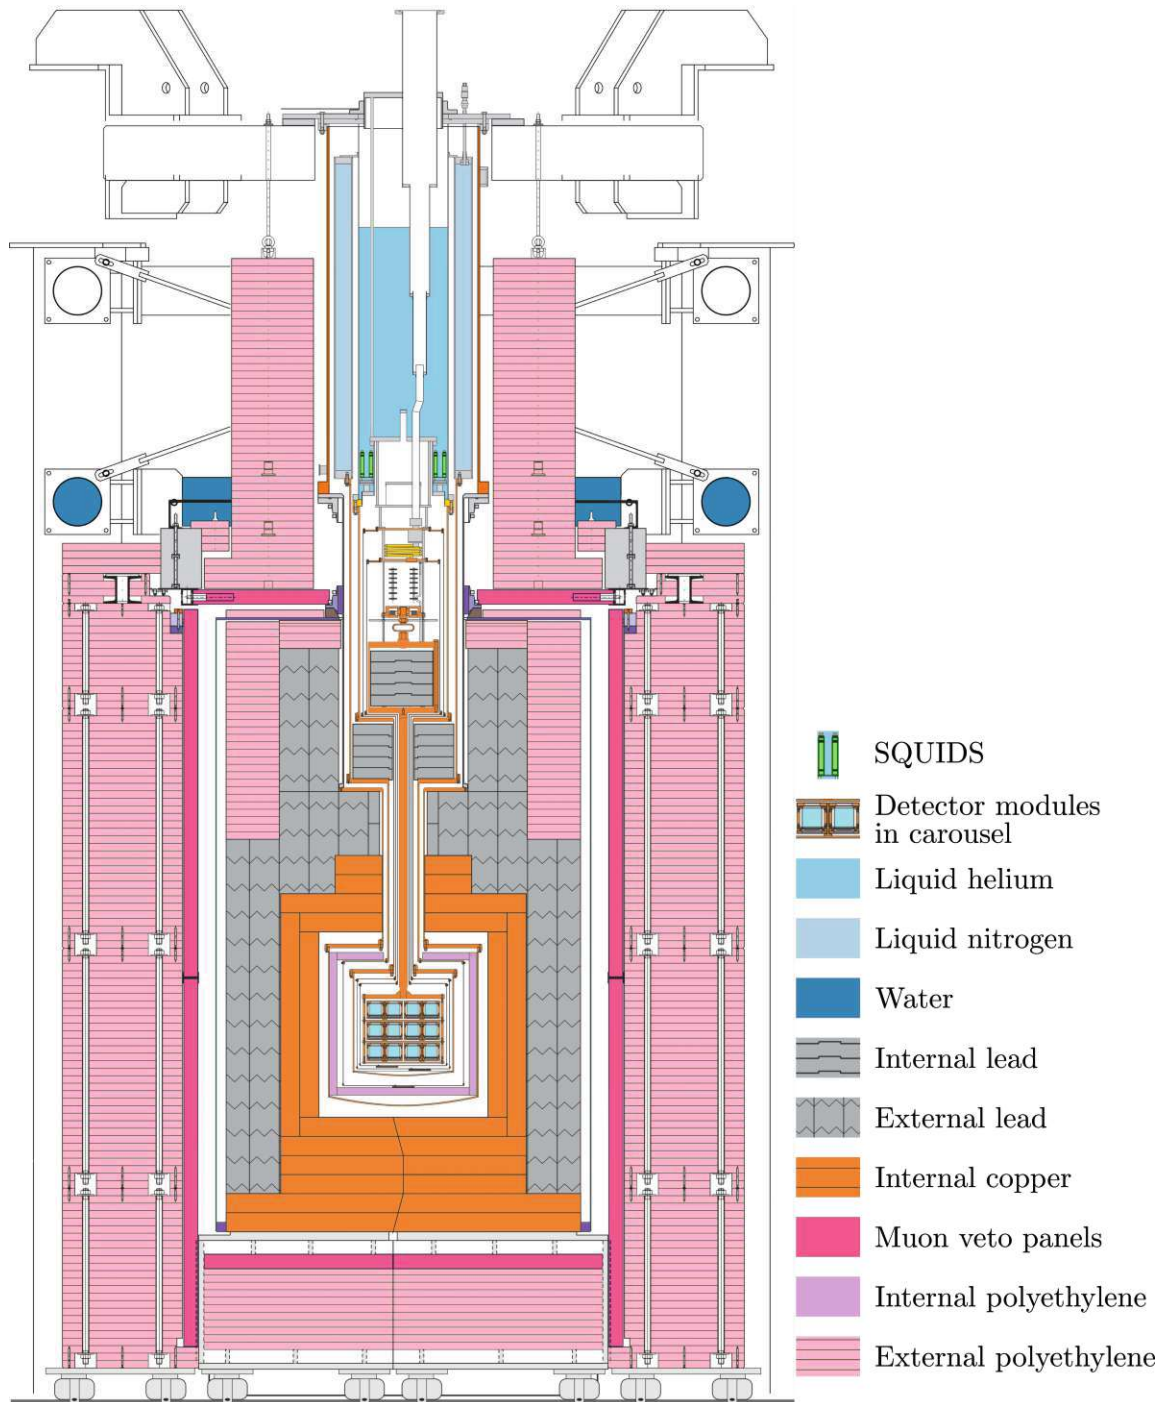 SQUIDS
Detector modules
in carousel
Liquid helium
Liquid nitrogen
Water
Internal lead
External lead
Internal copper
Muon veto panels
Internal polyethylene
External polyethylene